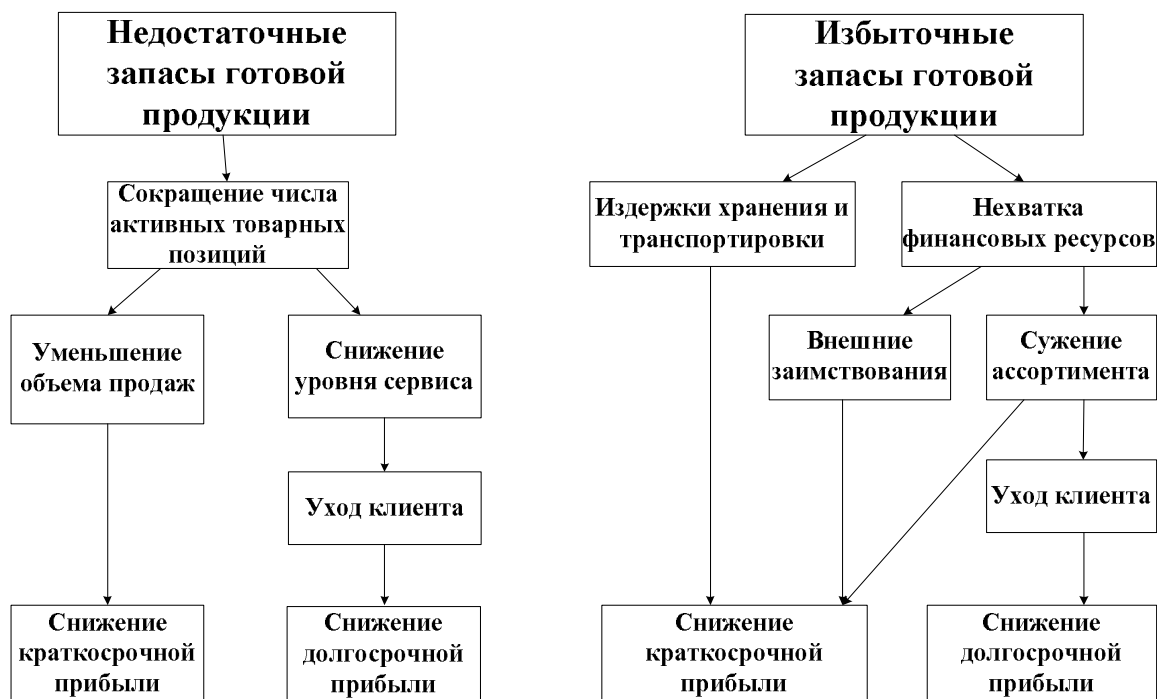 Недостаточные
запасы готовой
продукции
Сокращение числа
активных товарных
позиций
Уменьшение
объема продаж
Снижение
уровня сервиса
Уход клиента
Снижение
краткосрочной
прибыли
Снижение
долгосрочной
прибыли
Избыточные
запасы готовой
продукции
Издержки хранения и
транспортировки
Нехватка
финансовых ресурсов
Внешние
заимствования
Сужение
ассортимента
Уход клиента
Снижение
краткосрочной
прибыли
Снижение
долгосрочной
прибыли